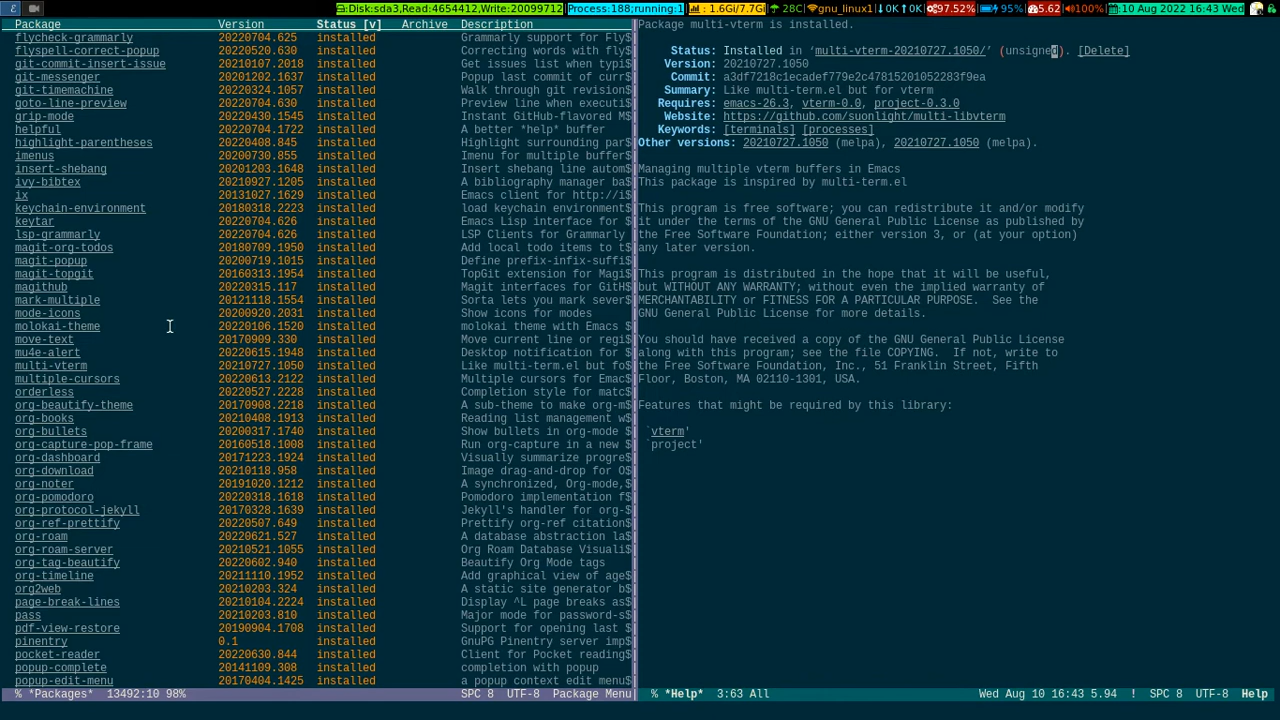 Disk:sda3,Read:4654412,Write:20099712 Process:188;running:1 1.6Gi/7.7Gi 28C ↓0K ↑0K gnu_linux1 97.52% 95% 5.62 100% 10 Aug 2022 16:43 Wed
Package Version Status [v] Archive Description
flycheck-grammarly 20220704.625 installed Grammarly support for Fly$
flyspell-correct-popup 20220520.630 installed Correcting words with fly$
git-commit-insert-issue 20210107.2018 installed Get issues list when typi$
git-messenger 20201202.1637 installed Popup last commit of curr$
git-timemachine 20220324.1057 installed Walk through git revision$
goto-line-preview 20220704.630 installed Preview line when executi$
grip-mode 20220430.1545 installed Instant GitHub-flavored M$
helpful 20220704.1722 installed A better *help* buffer
highlight-parentheses 20220408.845 installed Highlight surrounding par$
imenus 20200730.855 installed Imenu for multiple buffer$
insert-shebang 20201203.1648 installed Insert shebang line autom$
ivy-bibtex 20210927.1205 installed A bibliography manager ba$
ix 20131027.1629 installed Emacs client for http://i$
keychain-environment 20180318.2223 installed load keychain environment$
keytar 20220704.626 installed Emacs lisp interface for $
lsp-grammarly 20220704.626 installed LSP Clients for Grammarly
magit-org-todos 20180709.1950 installed Add local todo items to t$
magit-popup 20200719.1015 installed Define prefix-infix-suffi$
magit-topgit 20160313.1954 installed TopGit extension for Magi$
magithub 20220315.117 installed Magit interfaces for GitH$
mark-multiple 20121118.1554 installed Sorta lets you mark sever$
mode-icons 20200920.2031 installed Show icons for modes
molokai-theme 20220106.1520 installed molokai theme with Emacs $
move-text 20170909.330 installed Move current line or regi$
mu4e-alert 20220615.1948 installed Desktop notification for $
multi-vterm 20210727.1050 installed Like multi-term.el but fo$
multiple-cursors 20220613.2122 installed Multiple cursors for Emac$
orderless 20220527.2228 installed Completion style for matc$
org-beautify-theme 20170908.2218 installed A sub-theme to make org-m$
org-books 20210408.1913 installed Reading list management w$
org-bullets 20200317.1740 installed Show bullets in org-mode $
org-capture-pop-frame 20160518.1008 installed Run org-capture in a new $
org-dashboard 20171223.1924 installed Visually summarize progre$
org-download 20210118.958 installed Image drag-and-drop for O$
org-noter 20191020.1212 installed A synchronized, Org-mode,$
org-pomodoro 20220318.1618 installed Pomodoro implementation f$
org-protocol-jekyll 20170328.1639 installed Jekyll's handler for org-$
org-ref-prettify 20220507.649 installed Prettify org-ref citation$
org-roam 20220621.527 installed A database abstraction la$
org-roam-server 20210521.1055 installed Org Roam Database Visuali$
org-tag-beautify 20220602.940 installed Beautify Org Mode tags
org-timeline 20211110.1952 installed Add graphical view of age$
org2web 20210203.324 installed A static site generator b$
page-break-lines 20210104.2224 installed Display ^L page breaks as$
pass 20210203.810 installed Major mode for password-s$
pdf-view-restore 20190904.1708 installed Support for opening last $
pinentry 0.1 installed GnuPG Pinentry server imp$
pocket-reader 20220630.844 installed Client for Pocket reading$
popup-complete 20141109.308 installed completion with popup
popup-edit-menu 20170404.1425 installed a popup context edit menu$
% *Packages* 13492:10 98% SPC 8 UTF-8 Package Menu
Package multi-vterm is installed.
Status: Installed in ‘multi-vterm-20210727.1050/’ (unsigned). [Delete]
Version: 20210727.1050
Commit: a3df7218c1ecadef779e2c47815201052283f9ea
Summary: Like multi-term.el but for vterm
Requires: emacs-26.3, vterm-0.0, project-0.3.0
Website: https://github.com/suonlight/multi-libvterm
Keywords: [terminals] [processes]
Other versions: 20210727.1050 (melpa), 20210727.1050 (melpa).
Managing multiple vterm buffers in Emacs
This package is inspired by multi-term.el
This program is free software; you can redistribute it and/or modify
it under the terms of the GNU General Public License as published by
the Free Software Foundation; either version 3, or (at your option)
any later version.
This program is distributed in the hope that it will be useful,
but WITHOUT ANY WARRANTY; without even the implied warranty of
MERCHANTABILITY or FITNESS FOR A PARTICULAR PURPOSE.  See the
GNU General Public License for more details.
You should have received a copy of the GNU General Public License
along with this program; see the file COPYING.  If not, write to
the Free Software Foundation, Inc., 51 Franklin Street, Fifth
Floor, Boston, MA 02110-1301, USA.
Features that might be required by this library:
`vterm'
`project'
% *Help* 3:63 All Wed Aug 10 16:43 5.94 ! SPC 8 UTF-8 Help